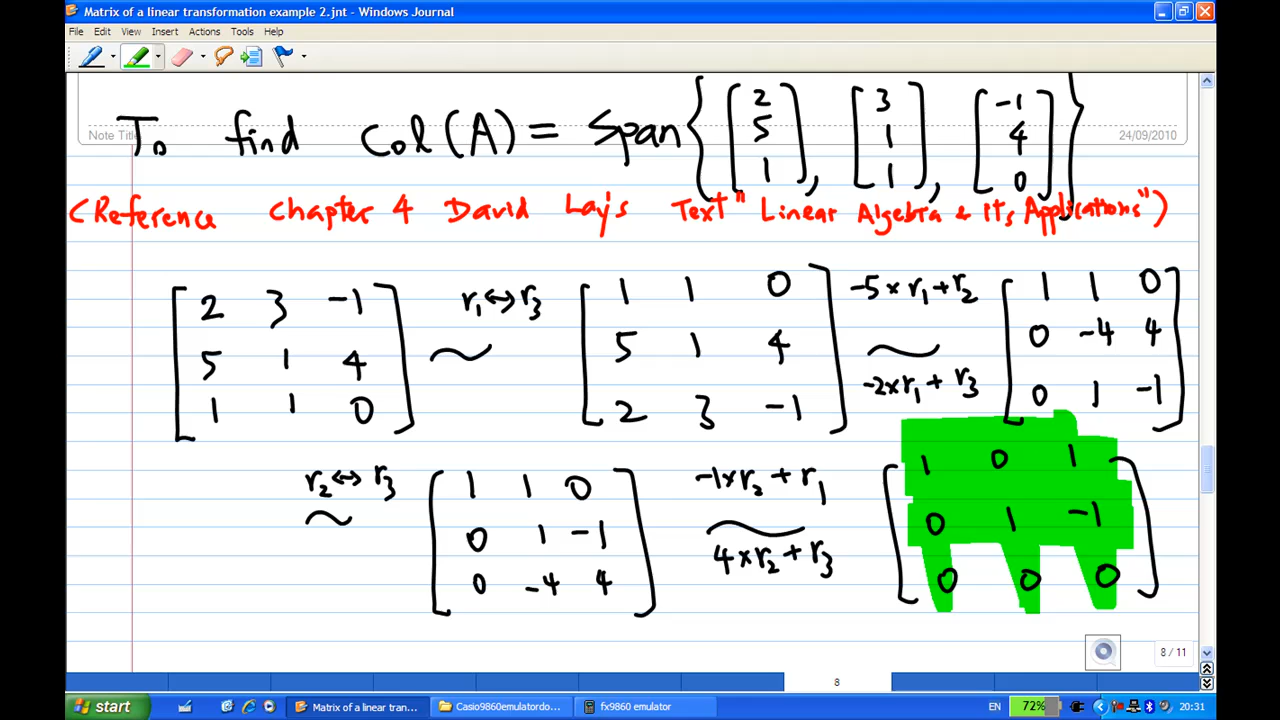 Matrix of a linear transformation example 2.jnt - Windows Journal
File Edit View Insert Actions Tools Help
Note Title
24/09/2010
To find Col(A) = Span{[2 5 1], [3 1 1], [-1 4 0]}
(Reference Chapter 4 David Lay's Text "Linear Algebra & Its Applications")
[2 3 -1
5 1 4
1 1 0]
r1↔r3
~
[1 1 0
5 1 4
2 3 -1]
-5×r1+r2
~
-2×r1+r3
[1 1 0
0 -4 4
0 1 -1]
r2↔r3
~
[1 1 0
0 1 -1
0 -4 4]
-1×r2+r1
~
4×r2+r3
[1 0 1
0 1 -1
0 0 0]
8 / 11
8
start
Matrix of a linear tran...
Casio9860emulatordo...
fx9860 emulator
EN
72%
20:31